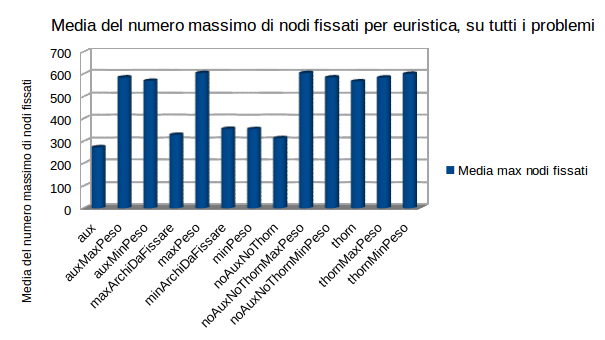 Media del numero massimo di nodi fissati per euristica, su tutti i problemi
Media del numero massimo di nodi fissati
700
600
500
400
300
200
100
0
aux
auxMaxPeso
auxMinPeso
maxArchiDaFissare
maxPeso
minArchiDaFissare
minPeso
noAuxNoThorn
noAuxNoThornMaxPeso
noAuxNoThornMinPeso
thorn
thornMaxPeso
thornMinPeso
Media max nodi fissati